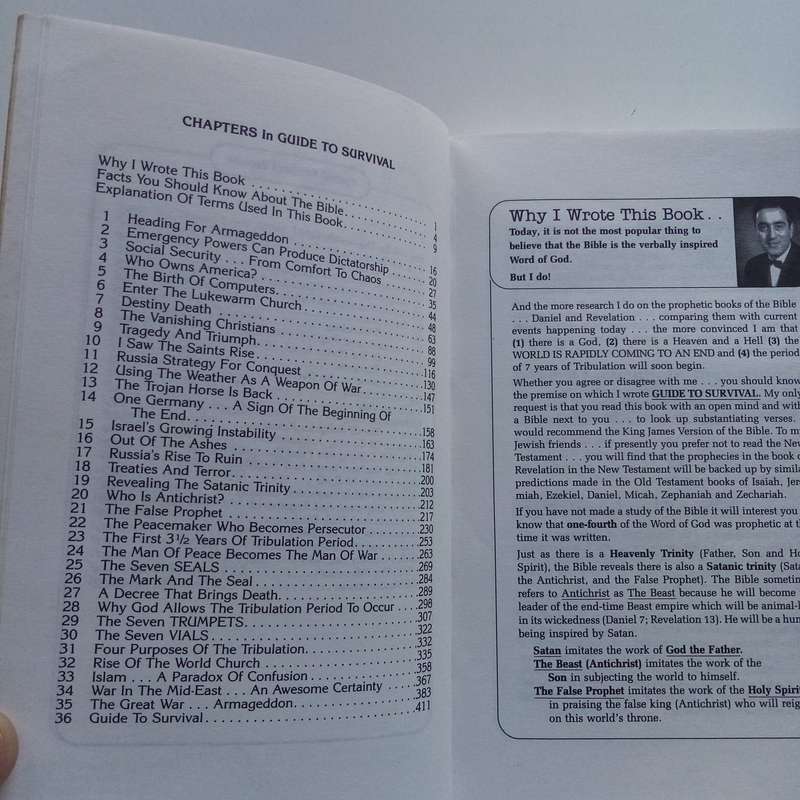 CHAPTERS In GUIDE TO SURVIVAL
Why I Wrote This Book . . . . . . . . . . 1
Facts You Should Know About The Bible . . . . . . . . . . 4
Explanation Of Terms Used In This Book . . . . . . . . . . 9
1 Heading For Armageddon . . . . . . . . . . 16
2 Emergency Powers Can Produce Dictatorship . . . . . . 20
3 Social Security . . . From Comfort To Chaos . . . . . . 27
4 Who Owns America? . . . . . . . . . . 35
5 The Birth Of Computers . . . . . . . . . . 44
6 Enter The Lukewarm Church . . . . . . . . . . 48
7 Destiny Death . . . . . . . . . . 63
8 The Vanishing Christians . . . . . . . . . . 88
9 Tragedy And Triumph . . . . . . . . . . 99
10 I Saw The Saints Rise . . . . . . . . . . 116
11 Russia Strategy For Conquest . . . . . . . . . . 130
12 Using The Weather As A Weapon Of War . . . . . . 147
13 The Trojan Horse Is Back . . . . . . . . . . 151
14 One Germany . . . A Sign Of The Beginning Of
The End . . . . . . . . . . 158
15 Israel's Growing Instability . . . . . . . . . . 163
16 Out Of The Ashes . . . . . . . . . . 174
17 Russia's Rise To Ruin . . . . . . . . . . 181
18 Treaties And Terror . . . . . . . . . . 200
19 Revealing The Satanic Trinity . . . . . . . . . . 203
20 Who Is Antichrist? . . . . . . . . . . 212
21 The False Prophet . . . . . . . . . . 217
22 The Peacemaker Who Becomes Persecutor . . . . . . 230
23 The First 3½ Years Of Tribulation Period . . . . . . 253
24 The Man Of Peace Becomes The Man Of War . . . . 263
25 The Seven SEALS . . . . . . . . . . 269
26 The Mark And The Seal . . . . . . . . . . 284
27 A Decree That Brings Death . . . . . . . . . . 289
28 Why God Allows The Tribulation Period To Occur . . . . 298
29 The Seven TRUMPETS . . . . . . . . . . 307
30 The Seven VIALS . . . . . . . . . . 322
31 Four Purposes Of The Tribulation . . . . . . . . . . 332
32 Rise Of The World Church . . . . . . . . . . 335
33 Islam . . . A Paradox Of Confusion . . . . . . . . . . 358
34 War In The Mid-East . . . An Awesome Certainty . . . . . 367
35 The Great War . . . Armageddon . . . . . . . . . . 383
36 Guide To Survival . . . . . . . . . . 411
Why I Wrote This Book . .
Today, it is not the most popular thing to
believe that the Bible is the verbally inspired
Word of God.
But I do!
And the more research I do on the prophetic books of the Bible
. . . Daniel and Revelation . . . comparing them with current
events happening today . . . the more convinced I am that
(1) there is a God, (2) there is a Heaven and a Hell (3) the
WORLD IS RAPIDLY COMING TO AN END and (4) the period
of 7 years of Tribulation will soon begin.
Whether you agree or disagree with me . . . you should know
the premise on which I wrote GUIDE TO SURVIVAL. My only
request is that you read this book with an open mind and with
a Bible next to you . . . to look up substantiating verses.
would recommend the King James Version of the Bible. To my
Jewish friends . . . if presently you prefer not to read the New
Testament . . . you will find that the prophecies in the book of
Revelation in the New Testament will be backed up by
predictions made in the Old Testament books of Isaiah, Jere-
miah, Ezekiel, Daniel, Micah, Zephaniah and Zechariah.
If you have not made a study of the Bible it will interest you
know that one-fourth of the Word of God was prophetic at the
time it was written.
Just as there is a Heavenly Trinity (Father, Son and Holy
Spirit), the Bible reveals there is also a Satanic trinity (Satan,
the Antichrist, and the False Prophet). The Bible
refers to Antichrist as The Beast because he will become
leader of the end-time Beast empire which will be
in its wickedness (Daniel 7; Revelation 13). He will be a
being inspired by Satan.
Satan imitates the work of God the Father.
The Beast (Antichrist) imitates the work of the
Son in subjecting the world to himself.
The False Prophet imitates the work of the Holy Spirit
in praising the false king (Antichrist) who will reign
on this world's throne.